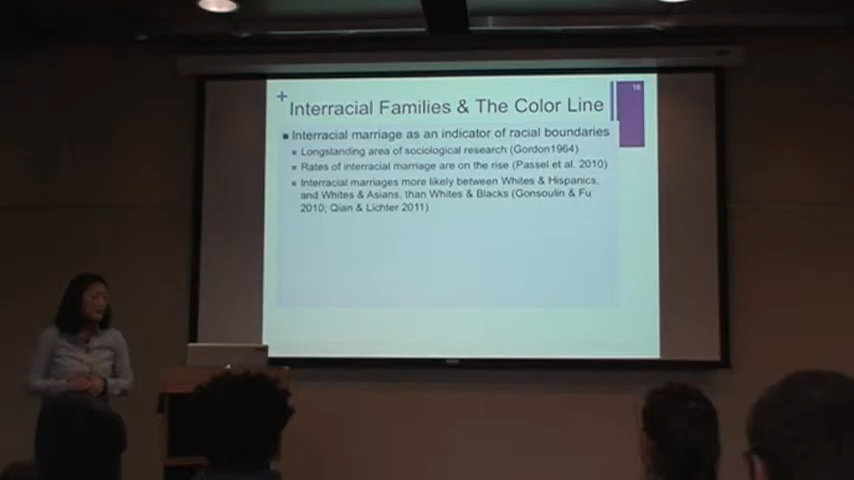 18
+
Interracial Families & The Color Line
■ Interracial marriage as an indicator of racial boundaries
■ Longstanding area of sociological research (Gordon1964)
■ Rates of interracial marriage are on the rise (Passel et al. 2010)
■ Interracial marriages more likely between Whites & Hispanics,
and Whites & Asians, than Whites & Blacks (Gonsoulin & Fu
2010; Qian & Lichter 2011)